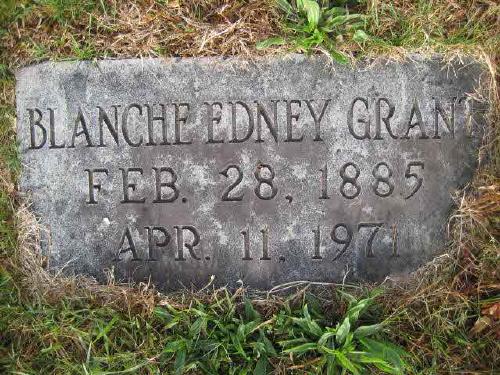 BLANCHE EDNEY GRANT
FEB. 28, 1885
APR. 11, 1971